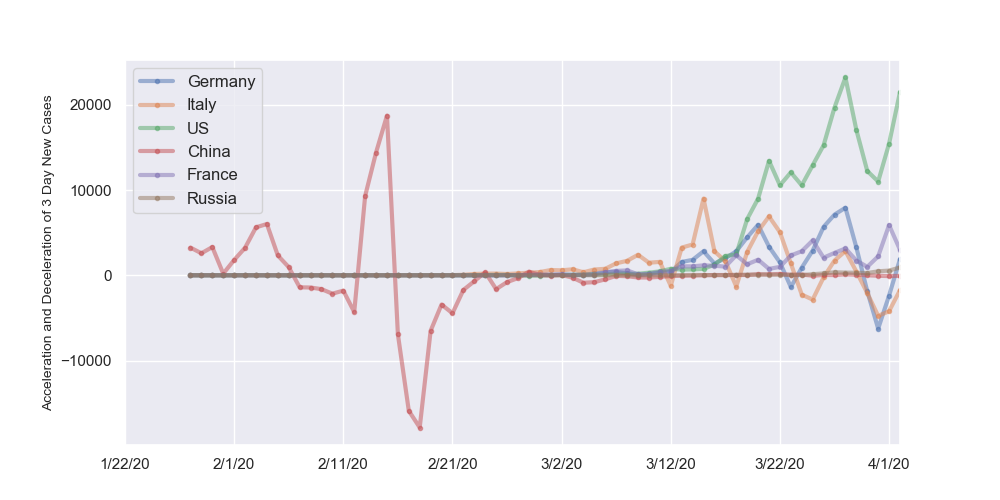 Germany
Italy
US
China
France
Russia
Acceleration and Deceleration of 3 Day New Cases
20000
10000
0
−10000
1/22/20 2/1/20 2/11/20 2/21/20 3/2/20 3/12/20 3/22/20 4/1/20